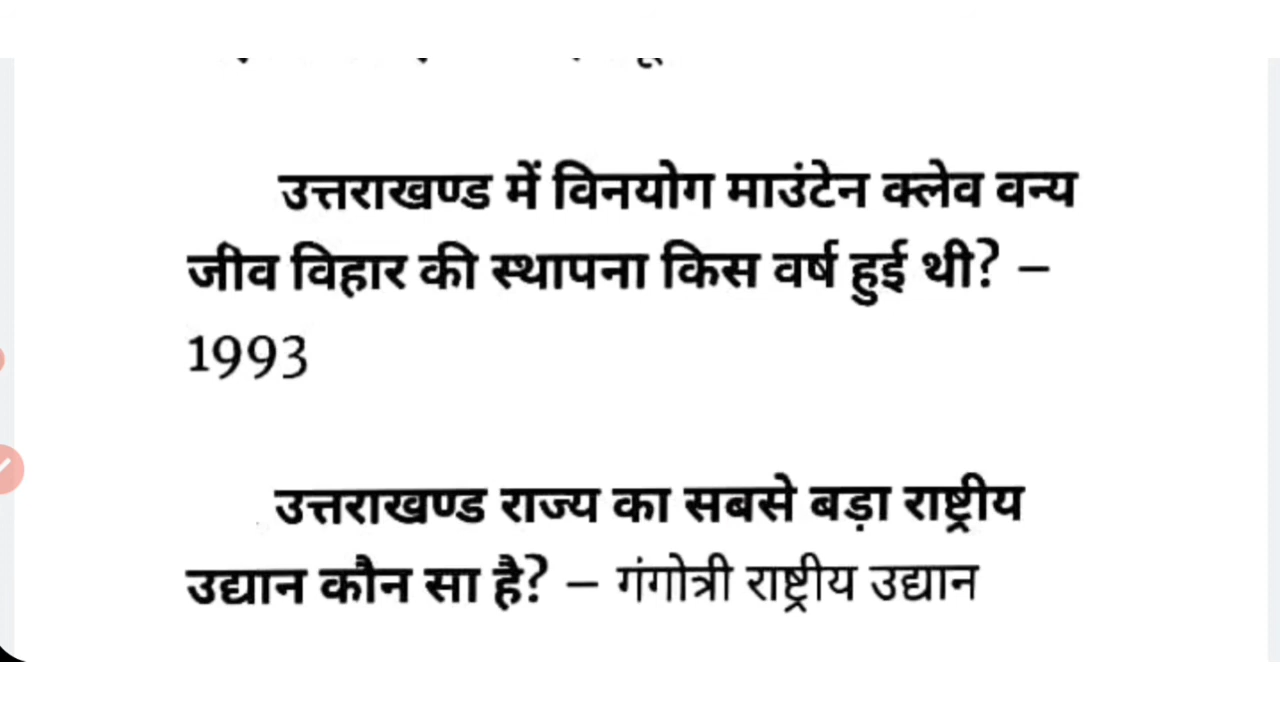 उत्तराखण्ड में विनयोग माउंटेन क्लेव वन्य
जीव विहार की स्थापना किस वर्ष हुई थी? –
1993
उत्तराखण्ड राज्य का सबसे बड़ा राष्ट्रीय
उद्यान कौन सा है? – गंगोत्री राष्ट्रीय उद्यान